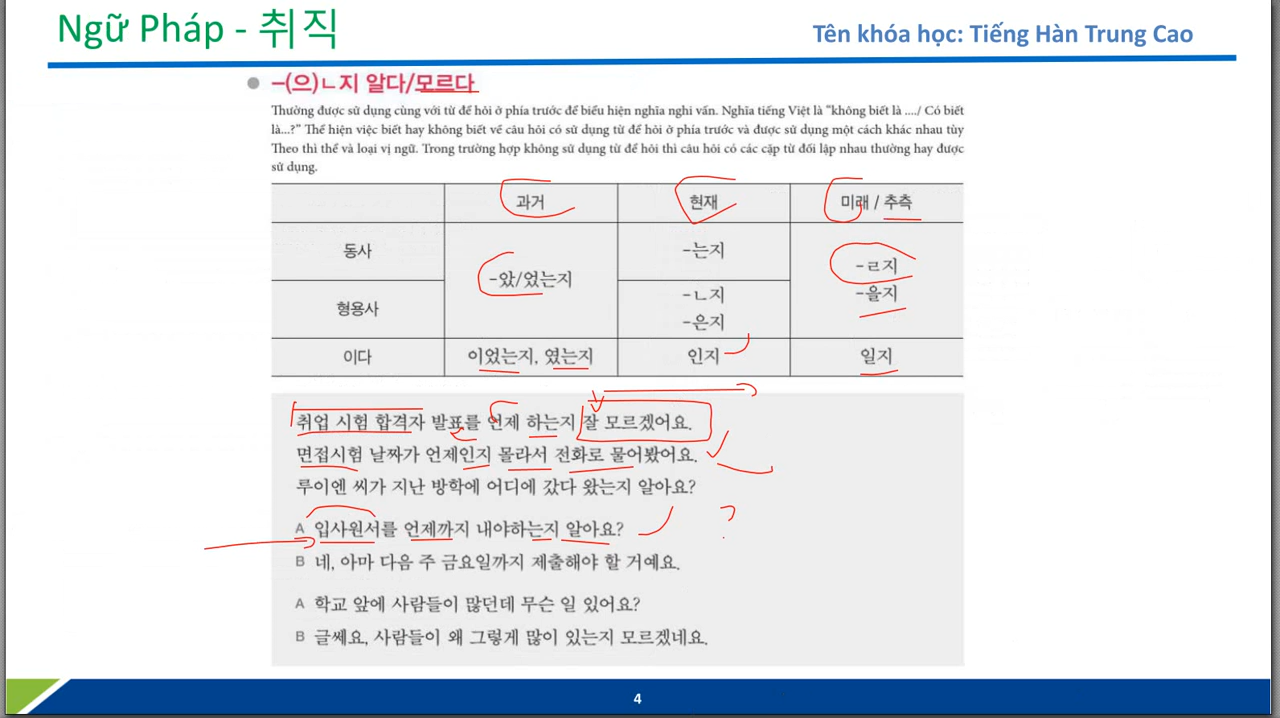 Ngữ Pháp - 취직
Tên khóa học: Tiếng Hàn Trung Cao
-(으)ㄴ지 알다/모르다
Thường được sử dụng cùng với từ để hỏi ở phía trước để biểu hiện nghĩa nghi vấn. Nghĩa tiếng Việt là "không biết là ..../ Có biết
là...?" Thể hiện việc biết hay không biết về câu hỏi có sử dụng từ để hỏi ở phía trước và được sử dụng một cách khác nhau tùy
Theo thì thể và loại vị ngữ. Trong trường hợp không sử dụng từ để hỏi thì câu hỏi có các cặp từ đối lập nhau thường hay được
sử dụng.
과거 현재 미래 / 추측
동사 -았/었는지 -는지 -ㄹ지
-을지
형용사 -ㄴ지
-은지
이다 이었는지, 였는지 인지 일지
취업 시험 합격자 발표를 언제 하는지 잘 모르겠어요.
면접시험 날짜가 언제인지 몰라서 전화로 물어봤어요.
루이엔 씨가 지난 방학에 어디에 갔다 왔는지 알아요?
A 입사원서를 언제까지 내야하는지 알아요?
B 네, 아마 다음 주 금요일까지 제출해야 할 거예요.
A 학교 앞에 사람들이 많던데 무슨 일 있어요?
B 글쎄요, 사람들이 왜 그렇게 많이 있는지 모르겠네요.
?
4